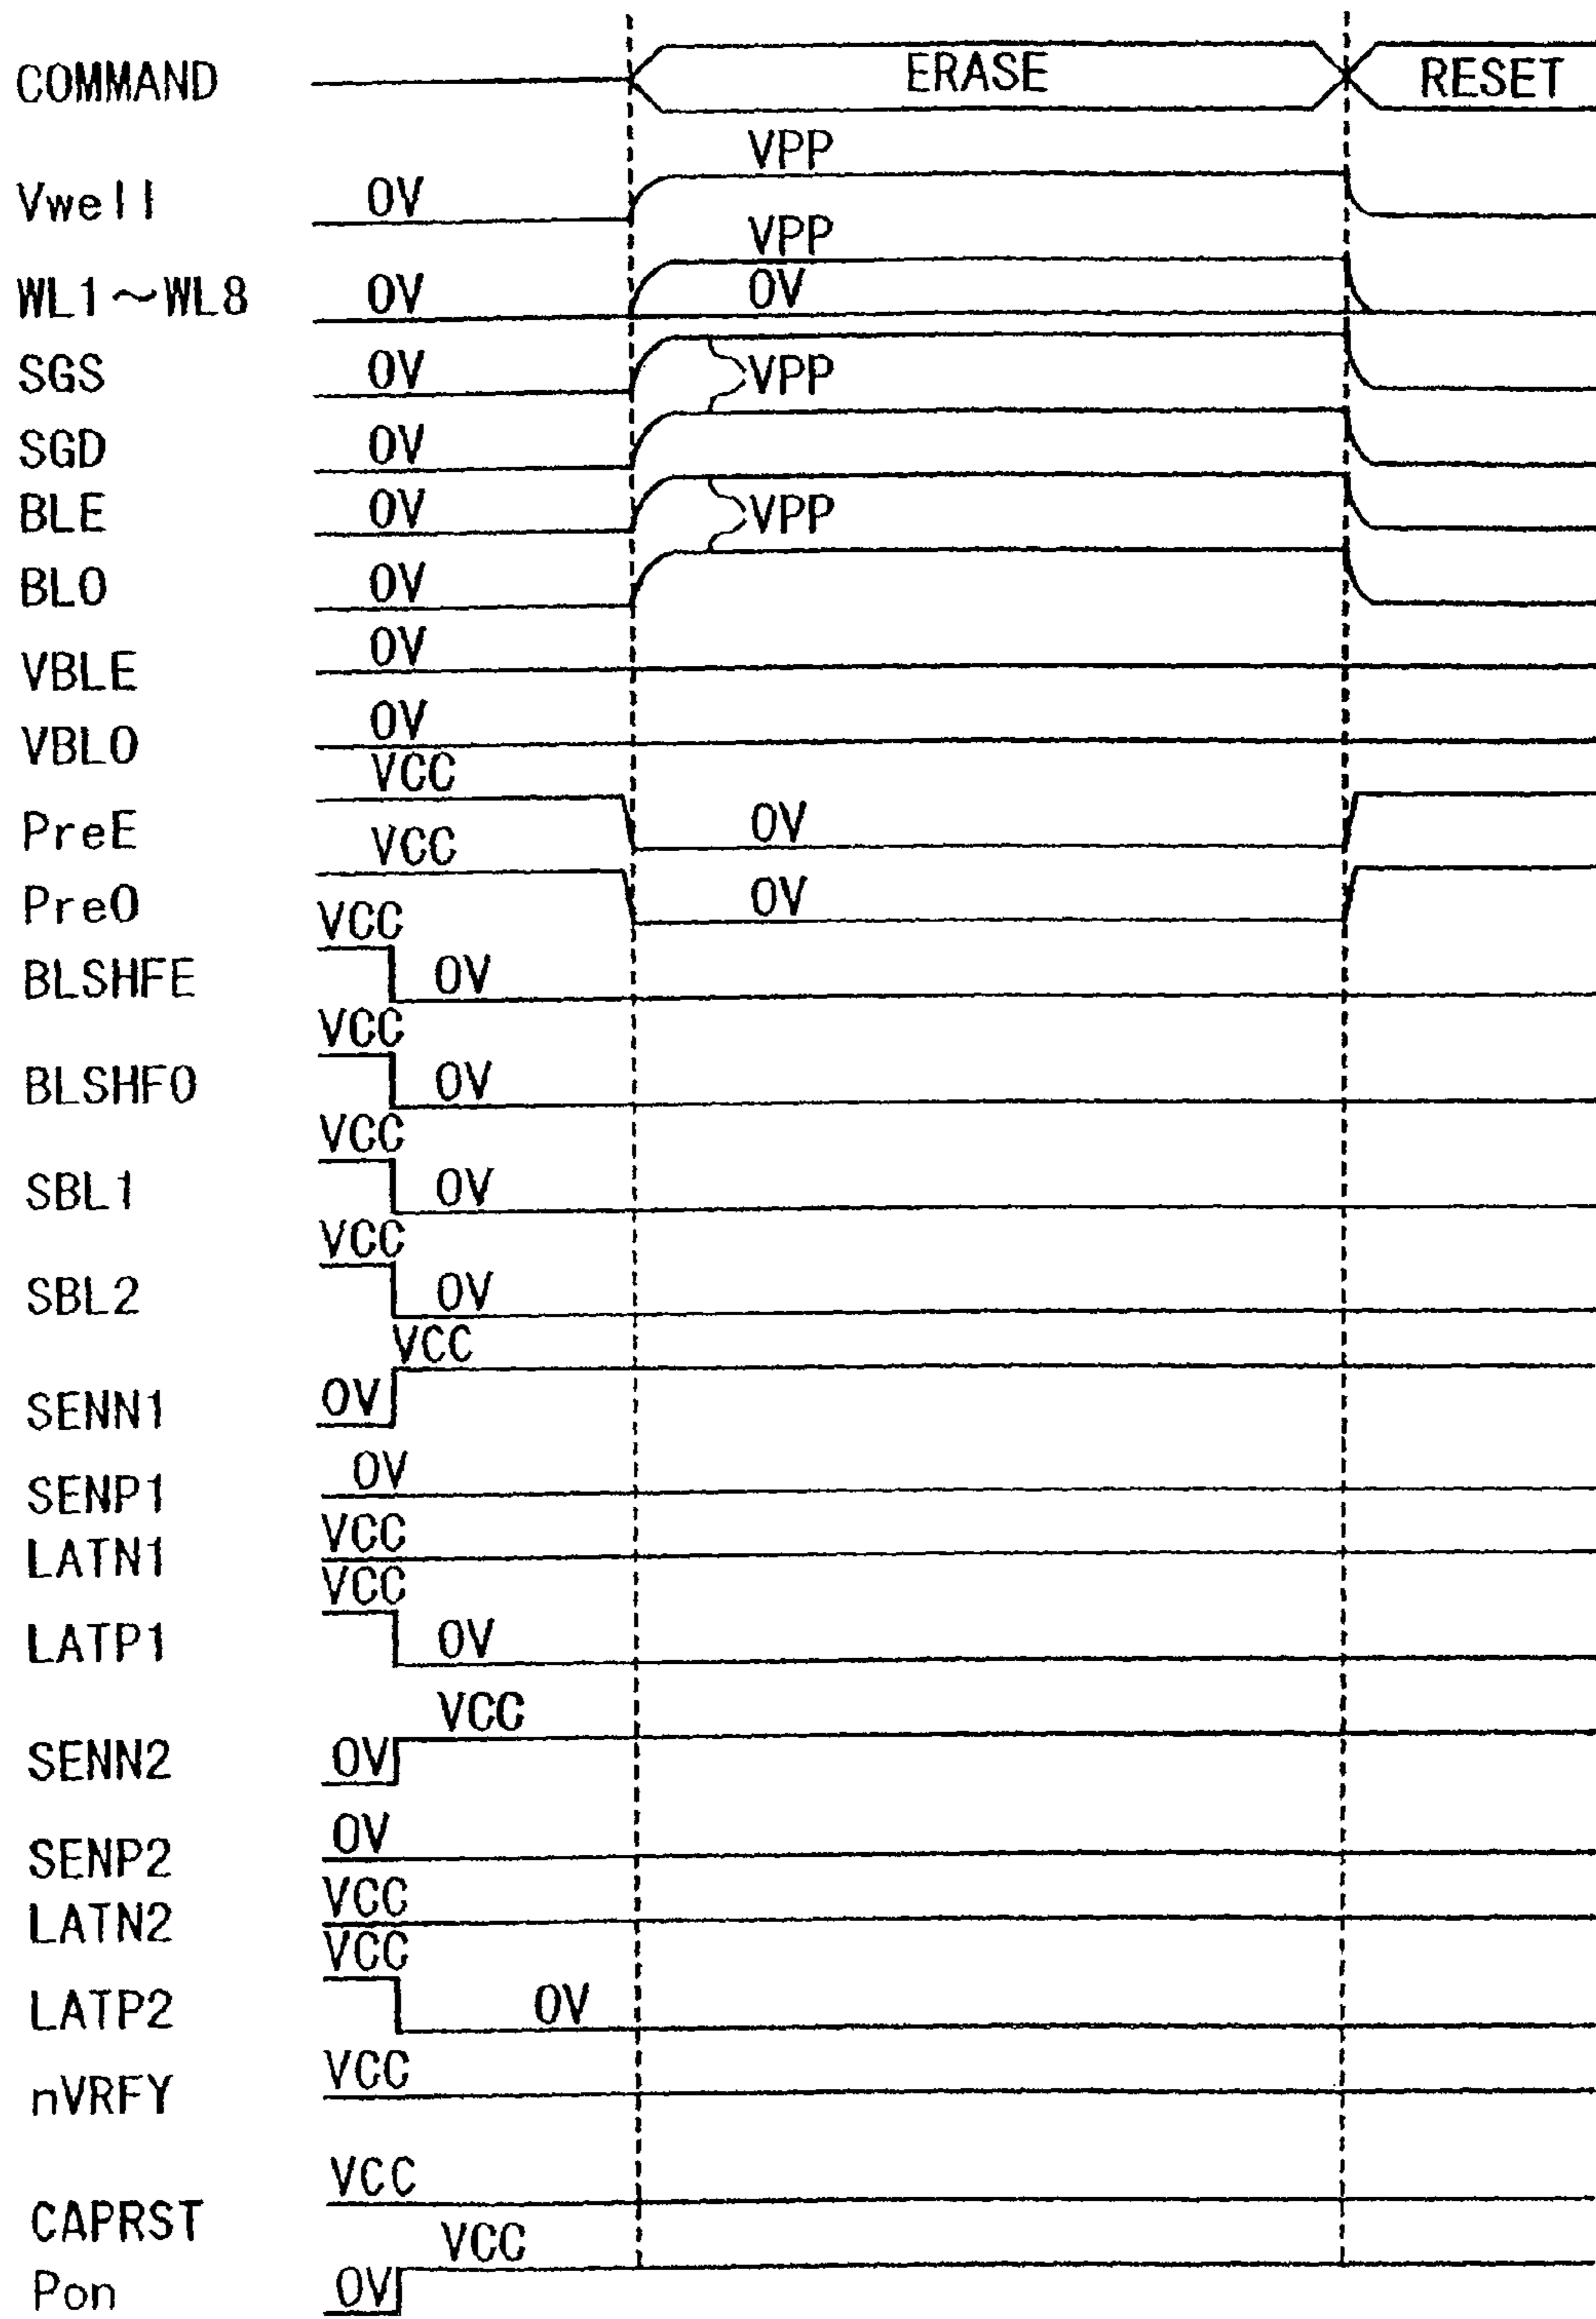 COMMAND ERASE RESET
VPP
Vwell 0V
VPP
WL1~WL8 0V 0V
SGS 0V VPP
SGD 0V
BLE 0V VPP
BLO 0V
0V
VBLE
0V
VBLO
VCC
PreE 0V
VCC
PreO 0V
VCC
BLSHFE 0V
VCC
BLSHFO 0V
VCC
SBL1 0V
VCC
SBL2 0V
VCC
SENN1 0V
0V
SENP1
VCC
LATN1
VCC
LATP1 0V
VCC
SENN2 0V
0V
SENP2
VCC
LATN2
VCC
LATP2 0V
VCC
nVRFY
VCC
CAPRST
VCC
Pon 0V